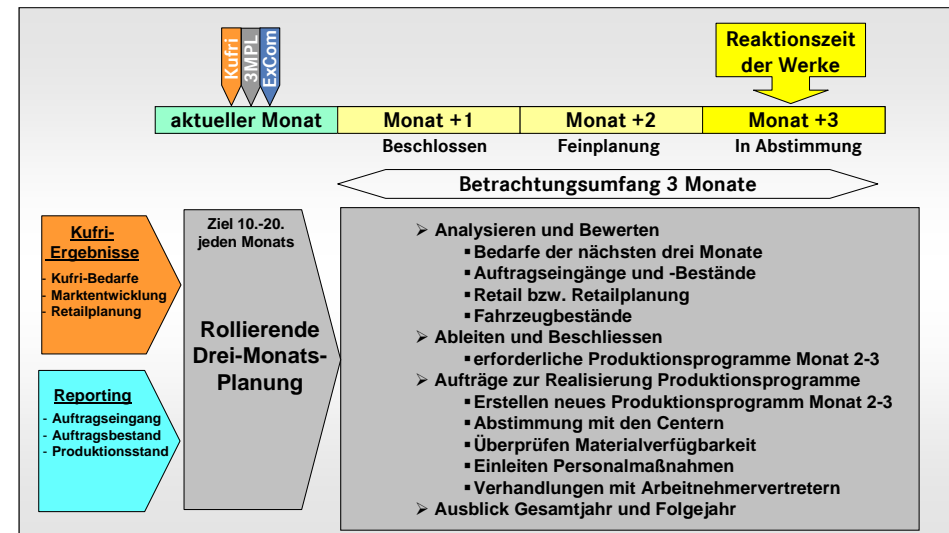 Kufri
3MPL
ExCom
Reaktionszeit
der Werke
aktueller Monat
Monat +1
Monat +2
Monat +3
Beschlossen
Feinplanung
In Abstimmung
Betrachtungsumfang 3 Monate
Kufri-
Ergebnisse
- Kufri-Bedarfe
- Marktentwicklung
- Retailplanung
Reporting
- Auftragseingang
- Auftragsbestand
- Produktionsstand
Ziel 10.-20.
jeden Monats
Rollierende
Drei-Monats-
Planung
➢ Analysieren und Bewerten
▪ Bedarfe der nächsten drei Monate
▪ Auftragseingänge und -Bestände
▪ Retail bzw. Retailplanung
▪ Fahrzeugbestände
➢ Ableiten und Beschliessen
▪ erforderliche Produktionsprogramme Monat 2-3
➢ Aufträge zur Realisierung Produktionsprogramme
▪ Erstellen neues Produktionsprogramm Monat 2-3
▪ Abstimmung mit den Centern
▪ Überprüfen Materialverfügbarkeit
▪ Einleiten Personalmaßnahmen
▪ Verhandlungen mit Arbeitnehmervertretern
➢ Ausblick Gesamtjahr und Folgejahr